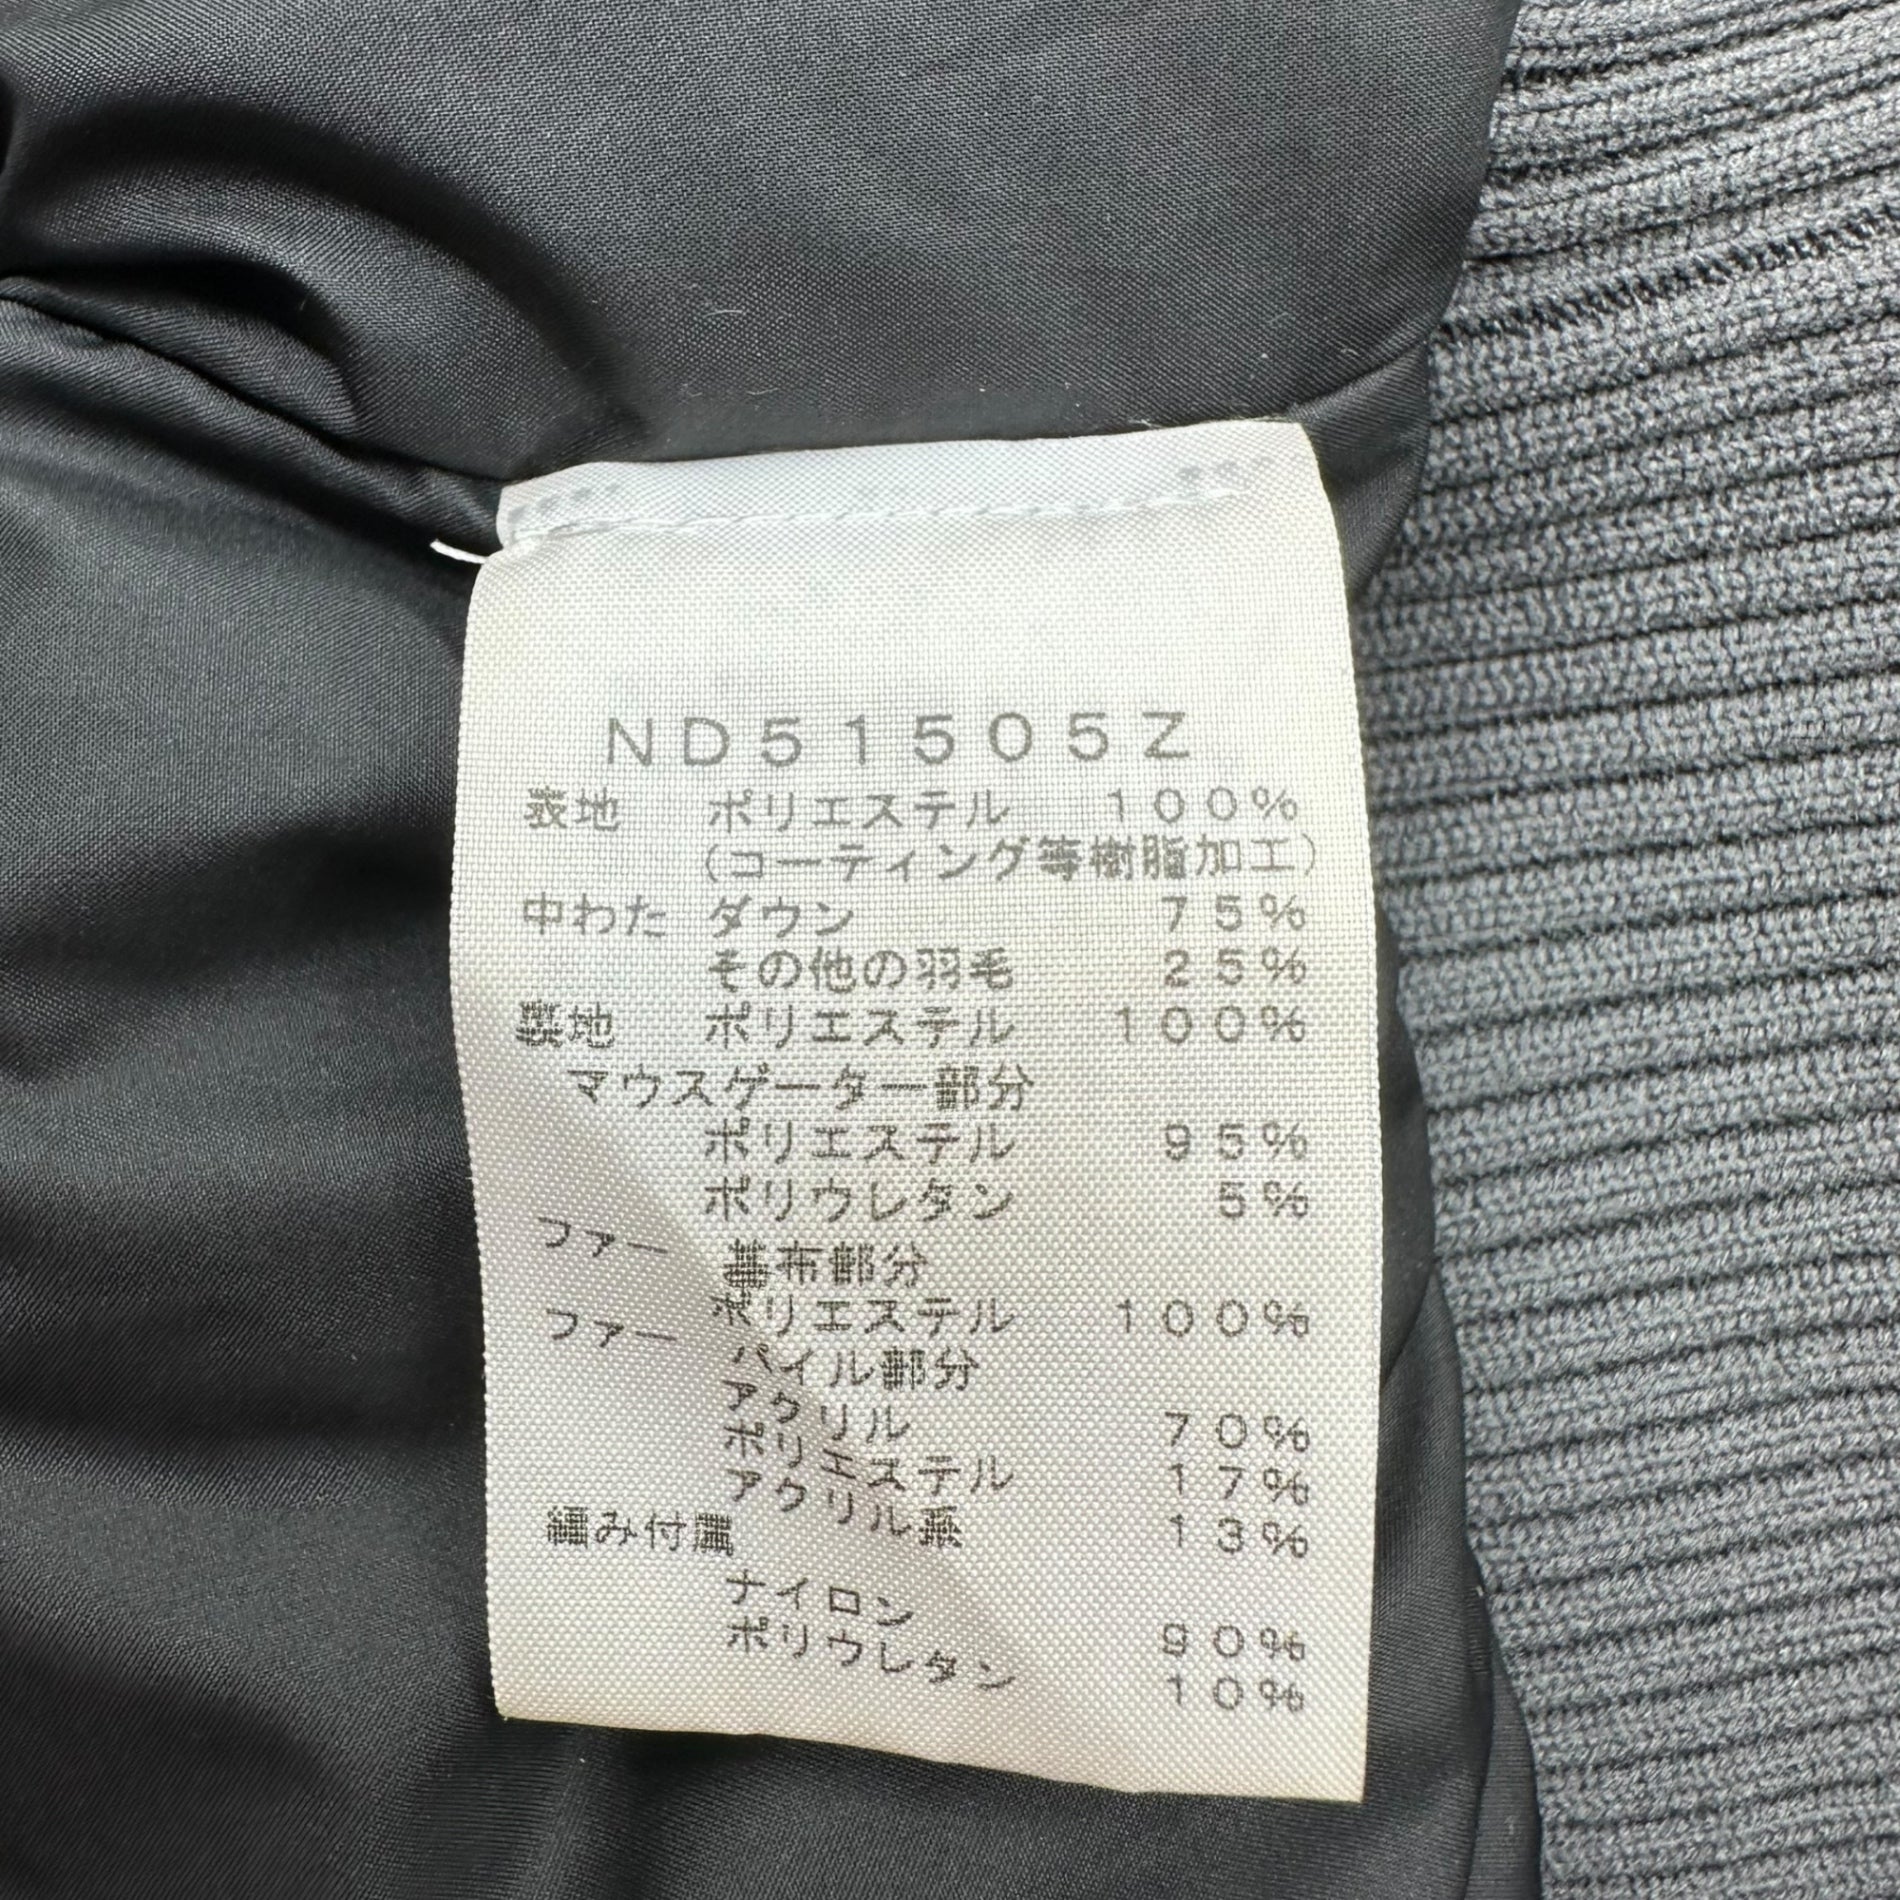 ND51505Z
表地 ポリエステル 100%
(コーティング等樹脂加工)
中わた ダウン 75%
その他の羽毛 25%
裏地 ポリエステル 100%
マウスゲーター部分
ポリエステル 95%
ポリウレタン 5%
ファー 基布部分
ポリエステル 100%
ファー パイル部分
アクリル 70%
ポリエステル 17%
アクリル系 13%
編み付属
ナイロン 90%
ポリウレタン 10%